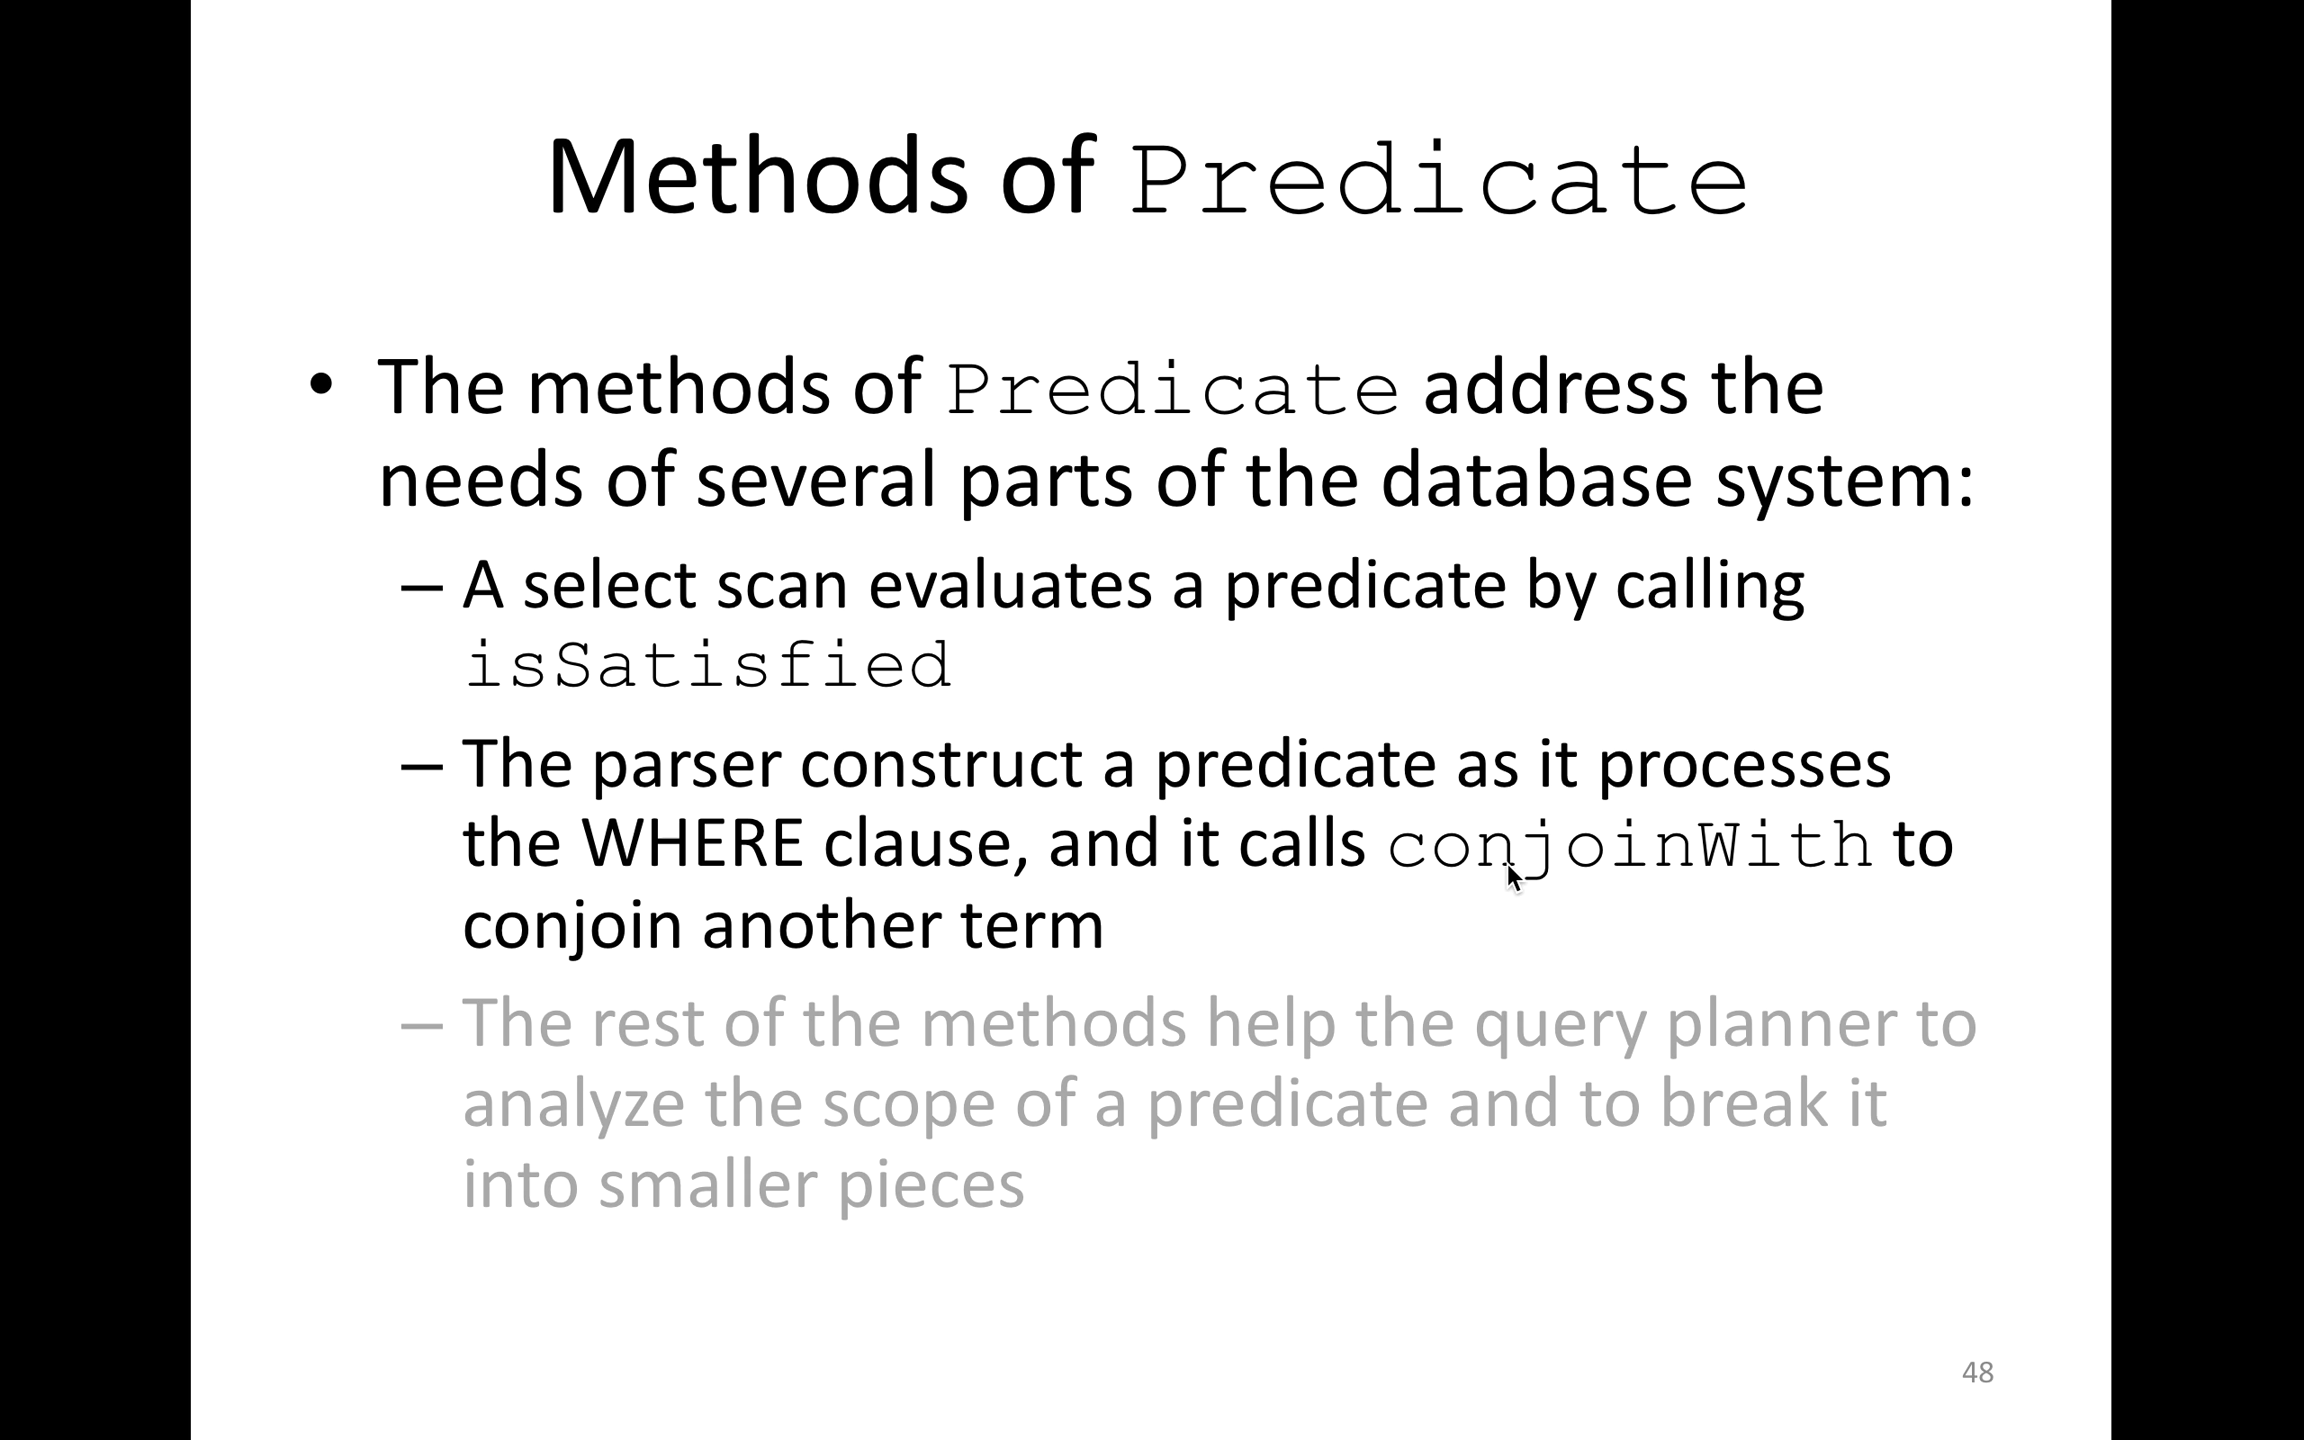 Methods of Predicate
• The methods of Predicate address the
needs of several parts of the database system:
– A select scan evaluates a predicate by calling
isSatisfied
– The parser construct a predicate as it processes
the WHERE clause, and it calls conjoinWith to
conjoin another term
– The rest of the methods help the query planner to
analyze the scope of a predicate and to break it
into smaller pieces
48